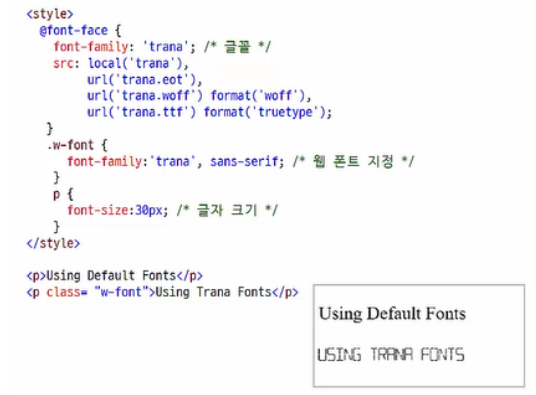 <style>
@font-face {
font-family: 'trana'; /* 글꼴 */
src: local('trana'),
url('trana.eot'),
url('trana.woff') format('woff'),
url('trana.ttf') format('truetype');
}
.w-font {
font-family:'trana', sans-serif; /* 웹 폰트 지정 */
}
p {
font-size:30px; /* 글자 크기 */
}
</style>
<p>Using Default Fonts</p>
<p class= "w-font">Using Trana Fonts</p>
Using Default Fonts
USING TRANA FONTS